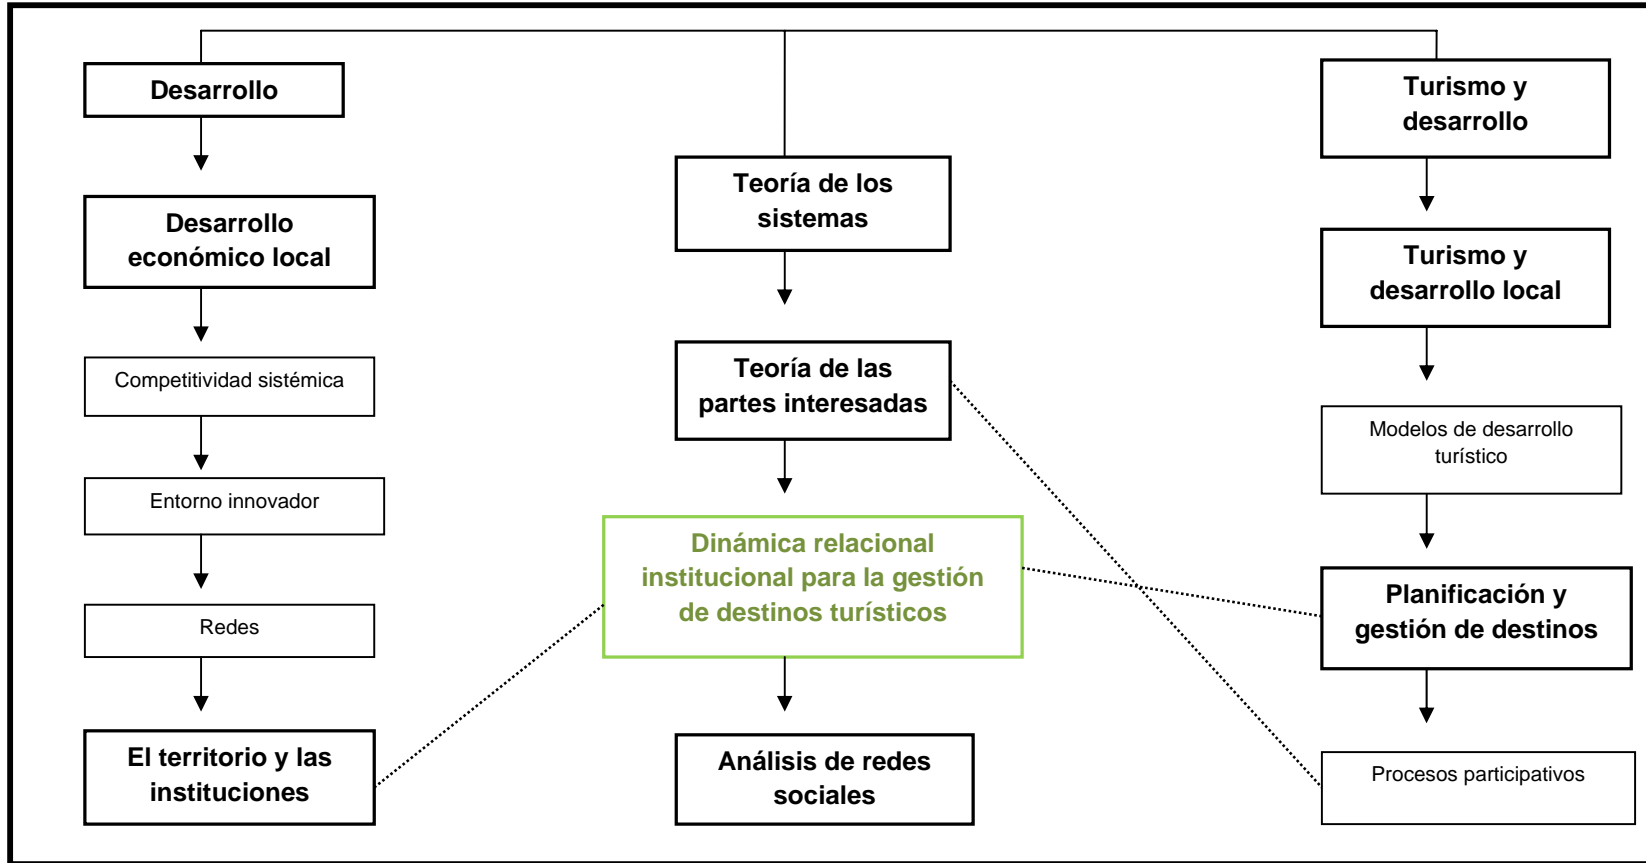 Desarrollo
Desarrollo
económico local
Competitividad sistémica
Entorno innovador
Redes
El territorio y las
instituciones
Teoría de los
sistemas
Teoría de las
partes interesadas
Dinámica relacional
institucional para la gestión
de destinos turísticos
Análisis de redes
sociales
Turismo y
desarrollo
Turismo y
desarrollo local
Modelos de desarrollo
turístico
Planificación y
gestión de destinos
Procesos participativos